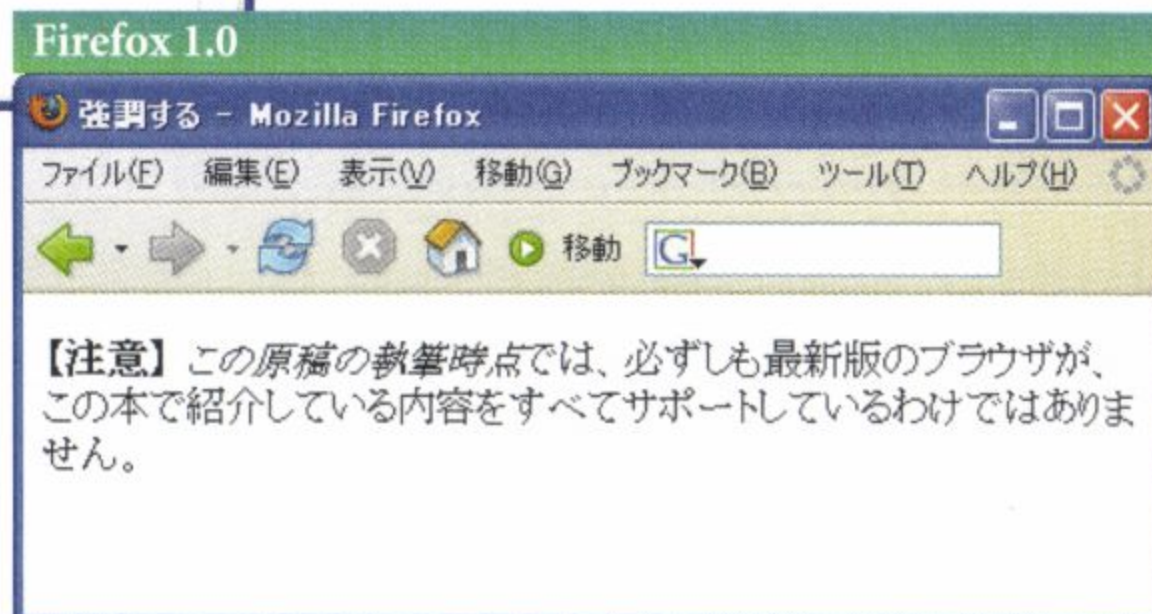 Firefox 1.0
強調する - Mozilla Firefox
ファイル(F) 編集(E) 表示(V) 移動(G) ブックマーク(B) ツール(T) ヘルプ(H)
移動 G
【注意】この原稿の執筆時点では、必ずしも最新版のブラウザが、
この本で紹介している内容をすべてサポートしているわけではありま
せん。